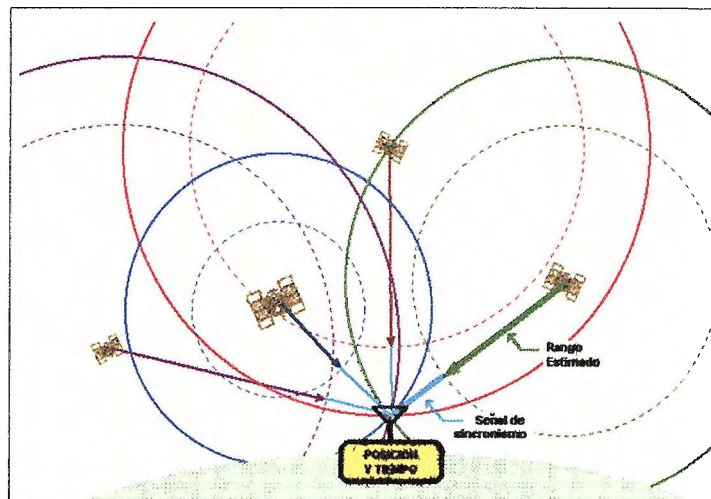 Rango
Estimado
Señal de
sincronismo
POSICIÓN
Y TIEMPO